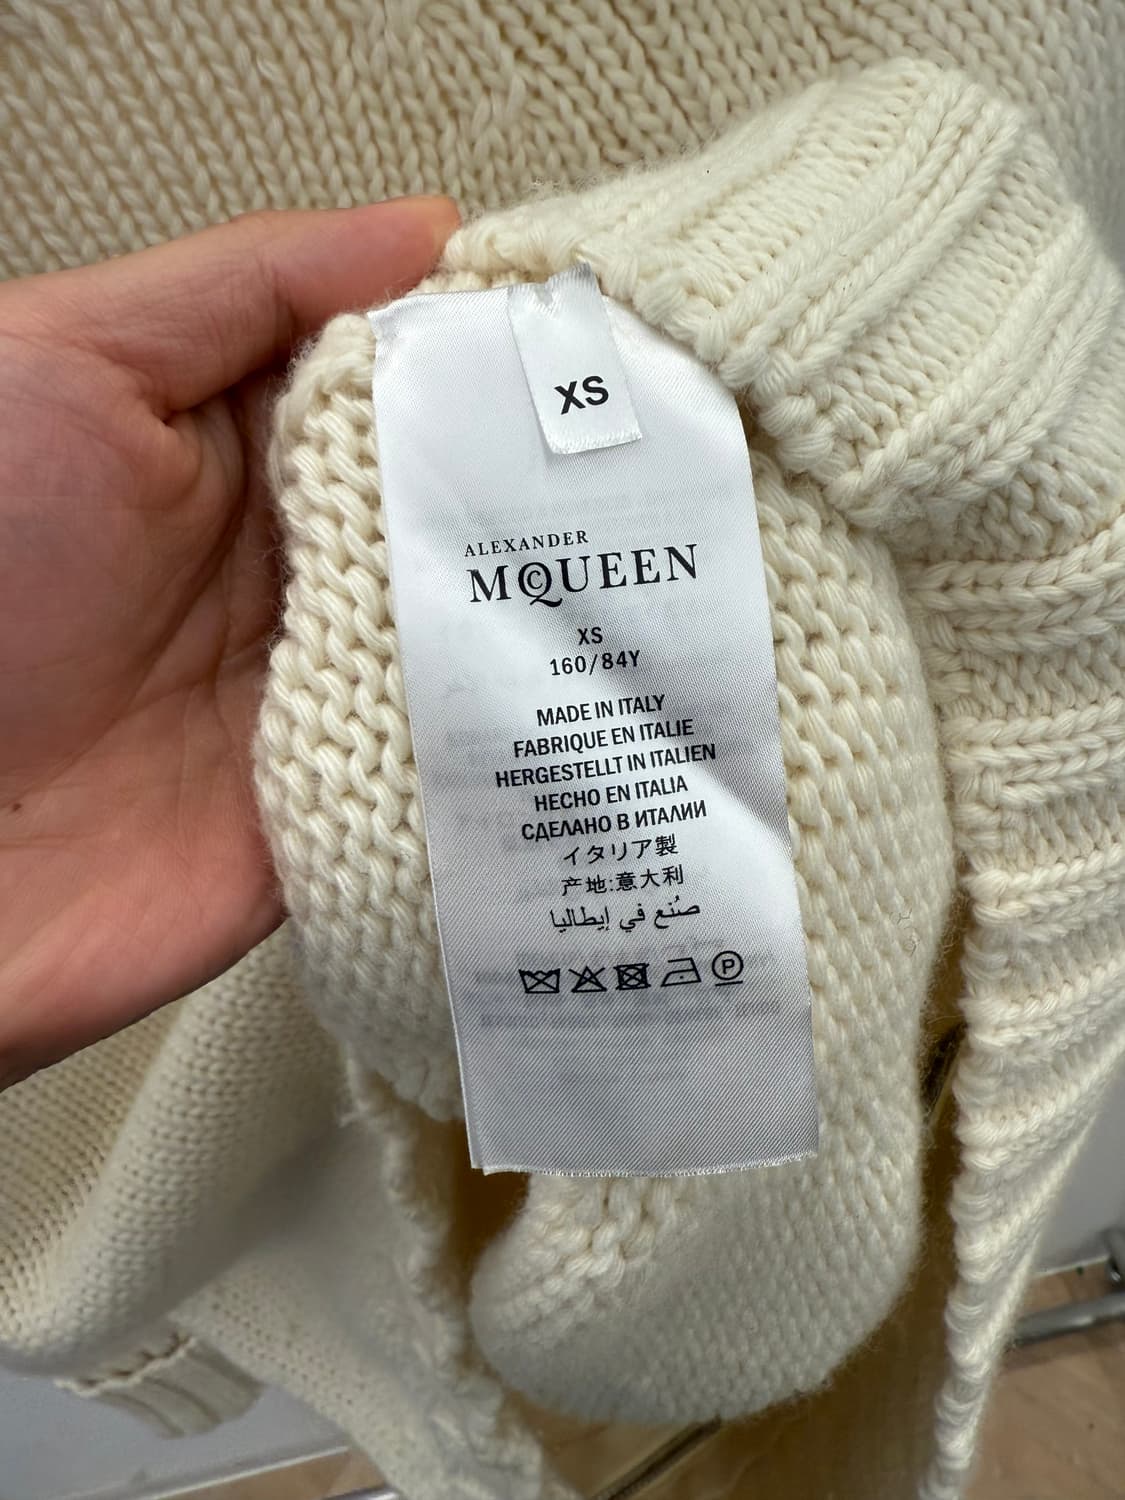 XS
ALEXANDER
MCQUEEN
XS
160/84Y
MADE IN ITALY
FABRIQUE EN ITALIE
HERGESTELLT IN ITALIEN
HECHO EN ITALIA
СДЕЛАНО В ИТАЛИИ
イタリア製
产地:意大利
صُنع في إيطاليا
P